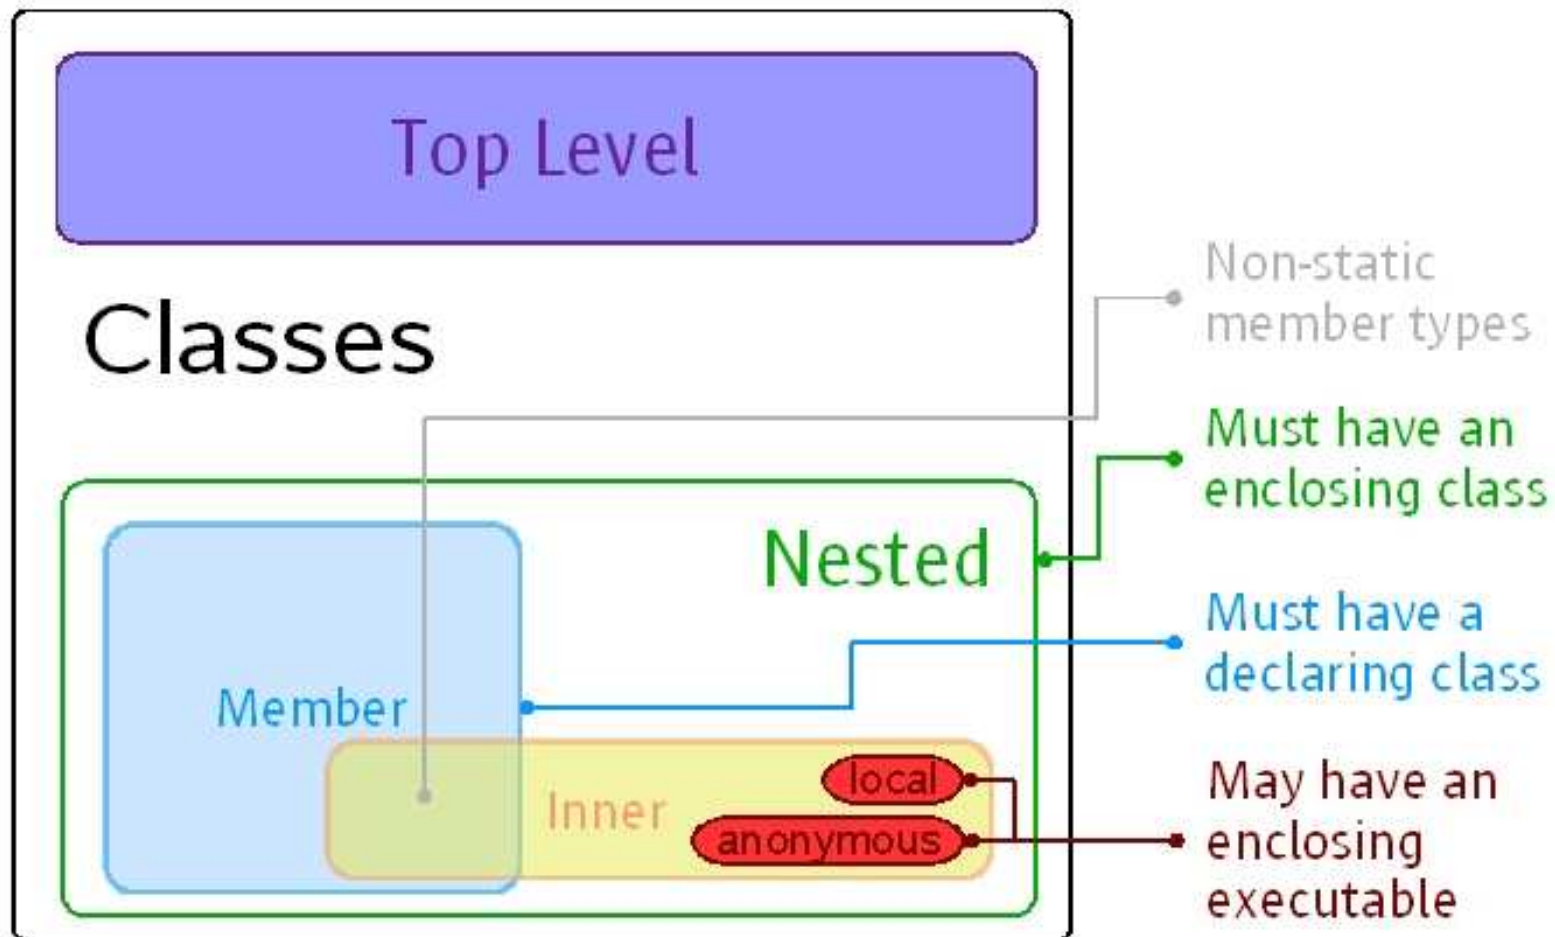 Top Level
Classes
Non-static
member types
Must have an
enclosing class
Nested
Must have a
declaring class
Member
Inner
local
anonymous
May have an
enclosing
executable